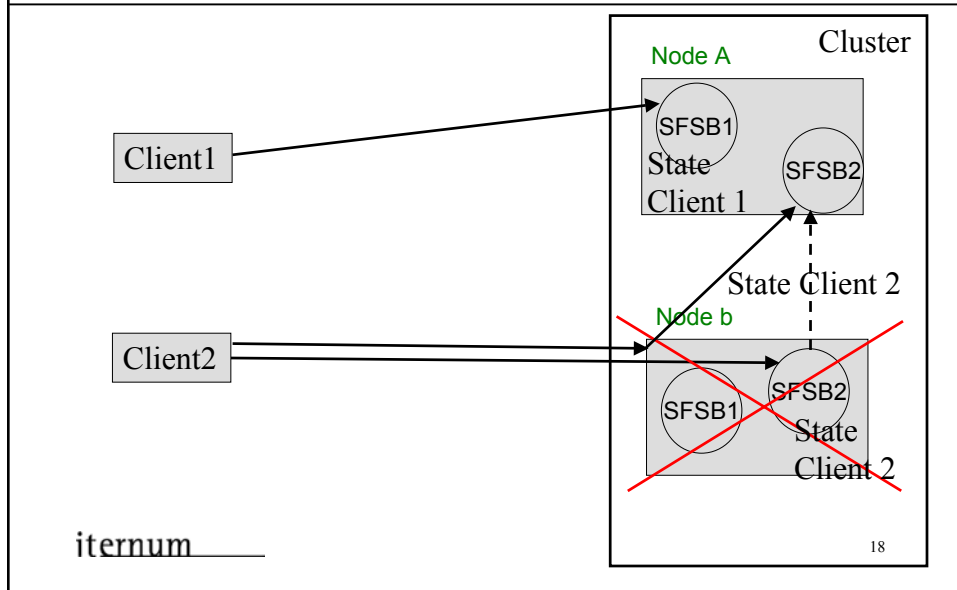 Cluster
Node A
SFSB1
Client1
State
Client 1
SFSB2
State Client 2
Node b
Client2
SFSB2
SFSB1
State
Client 2
iternum
18